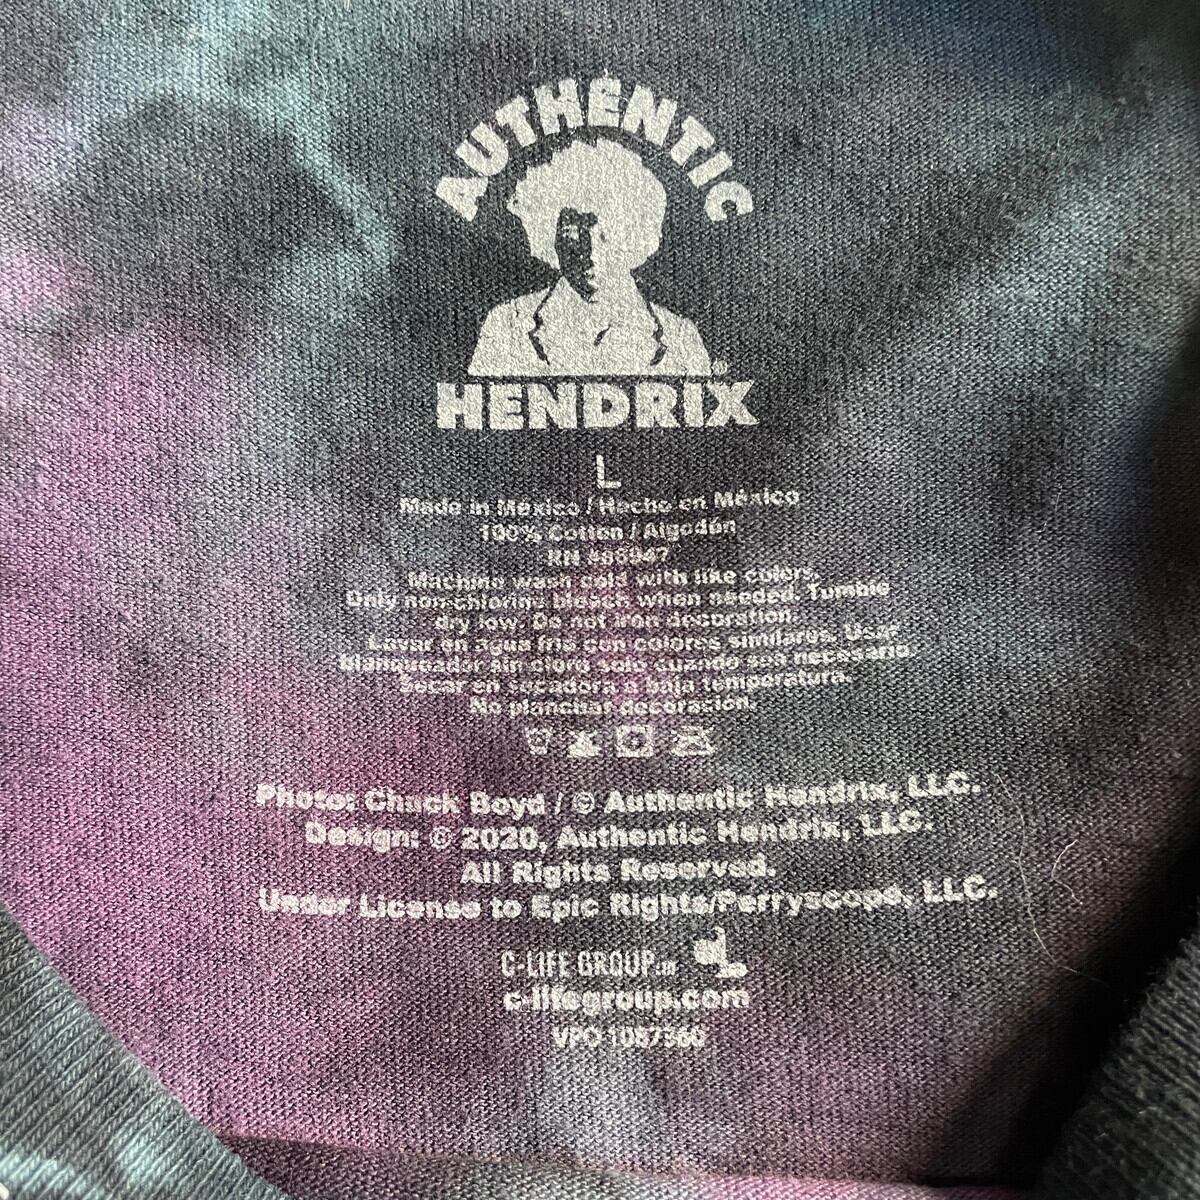 AUTHENTIC
HENDRIX®
L
Made in Mexico / Hecho en México
100% Cotton / Algodón
RN
Machine wash cold with like colors.
Only non-chlorine bleach when needed. Tumble
dry low. Do not iron decoration.
Lavar en agua fria con colores similares. Usar
blanqueador sin cloro solo cuando sea necesario.
Secar en secadora a baja temperatura.
No planchar decoración.
Photo: Chuck Boyd / © Authentic Hendrix, LLC.
Design: © 2020, Authentic Hendrix, LLC.
All Rights Reserved.
Under License to Epic Rights/Perryscope, LLC.
C-LIFE GROUP
c-lifegroup.com
VPO 1087360